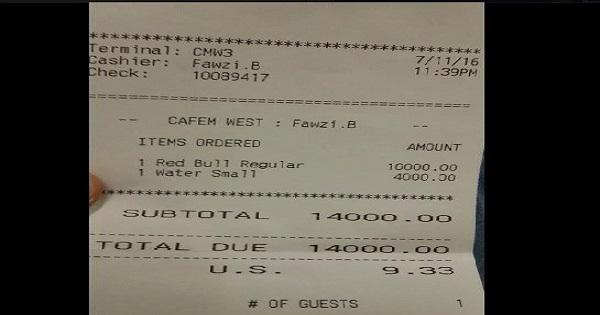 ****************************************
Terminal: CMW3 7/11/16
Cashier: Fawzi.B 11:39PM
Check: 10089417
========================================
-- CAFEM WEST : Fawzi.B --
ITEMS ORDERED AMOUNT
1 Red Bull Regular 10000.00
1 Water Small 4000.00
****************************************
SUBTOTAL 14000.00
TOTAL DUE 14000.00
U.S. 9.33
# OF GUESTS 1